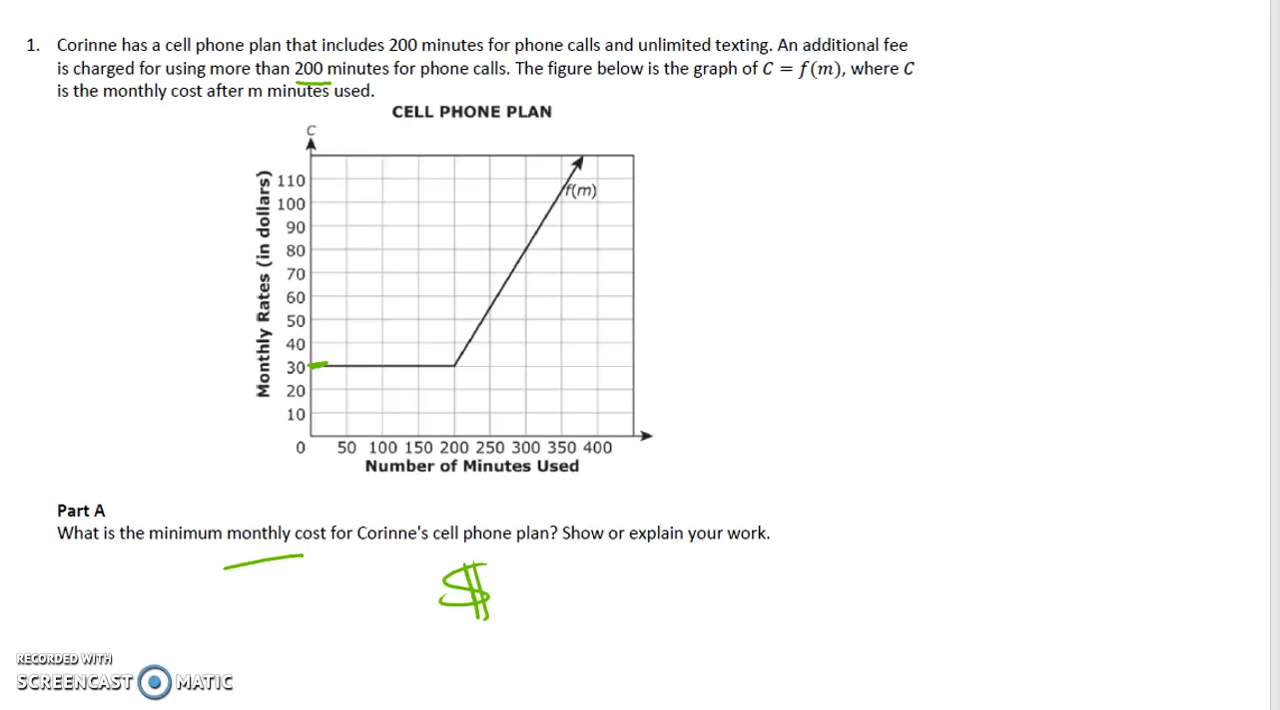 1. Corinne has a cell phone plan that includes 200 minutes for phone calls and unlimited texting. An additional fee
is charged for using more than 200 minutes for phone calls. The figure below is the graph of C = f(m), where C
is the monthly cost after m minutes used.
CELL PHONE PLAN
C
Monthly Rates (in dollars)
110
100
90
80
70
60
50
40
30
20
10
f(m)
0 50 100 150 200 250 300 350 400
Number of Minutes Used
Part A
What is the minimum monthly cost for Corinne's cell phone plan? Show or explain your work.
$
RECORDED WITH
SCREENCAST MATIC